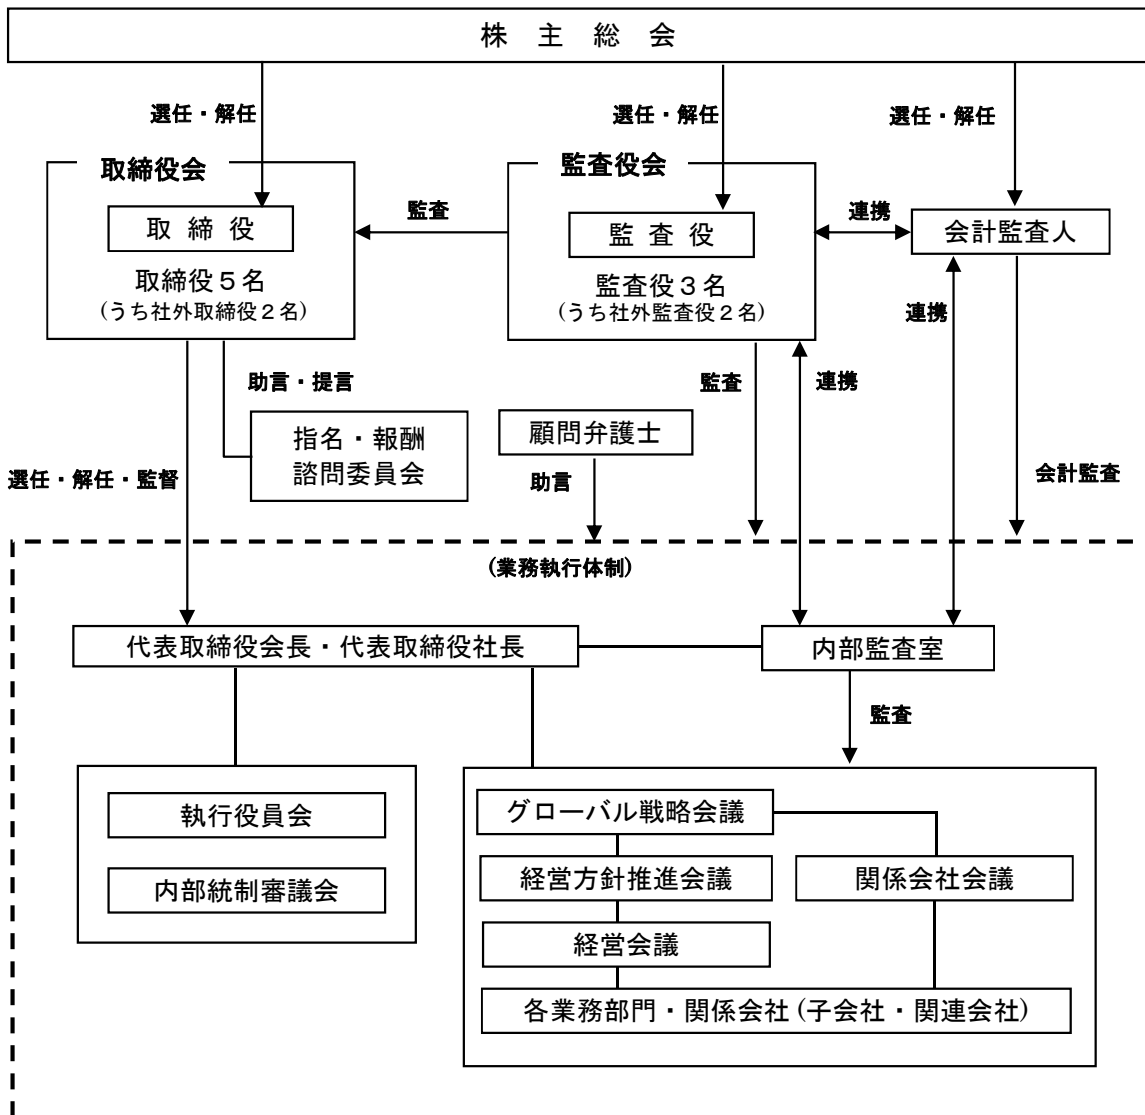 株 主 総 会
選任・解任
選任・解任
選任・解任
取締役会
監査役会
取 締 役
監査
監 査 役
連携
会計監査人
取締役５名
(うち社外取締役２名)
監査役３名
(うち社外監査役２名)
連携
助言・提言
監査
連携
指名・報酬
諮問委員会
顧問弁護士
選任・解任・監督
助言
会計監査
(業務執行体制)
代表取締役会長・代表取締役社長
内部監査室
監査
執行役員会
グローバル戦略会議
内部統制審議会
経営方針推進会議
関係会社会議
経営会議
各業務部門・関係会社 (子会社・関連会社)